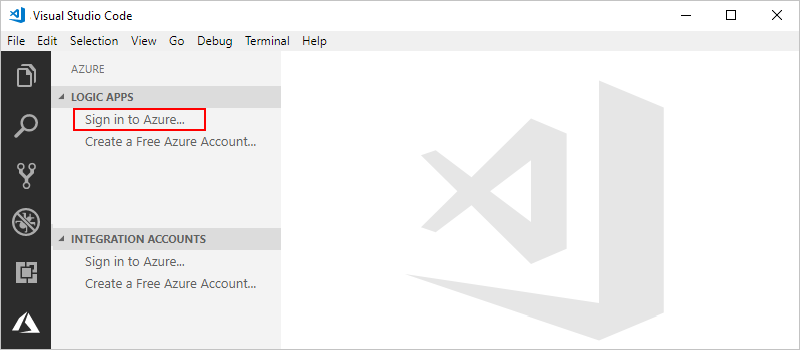 Visual Studio Code
File Edit Selection View Go Debug Terminal Help
AZURE
LOGIC APPS
Sign in to Azure...
Create a Free Azure Account...
INTEGRATION ACCOUNTS
Sign in to Azure...
Create a Free Azure Account...